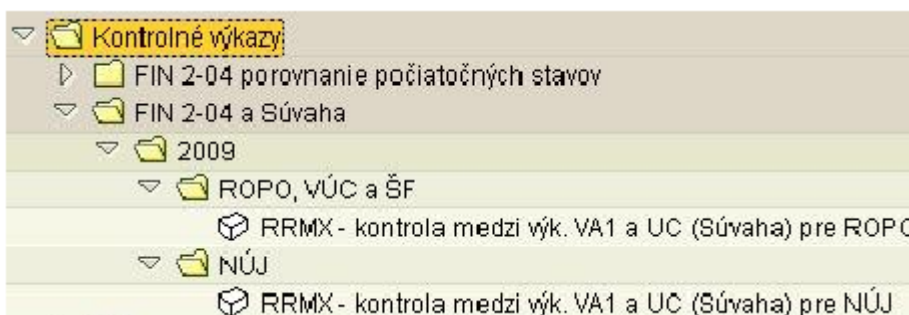 Kontrolné výkazy
FIN 2-04 porovnanie počiatočných stavov
FIN 2-04 a Súvaha
2009
ROPO, VÚC a ŠF
RRMX - kontrola medzi výk. VA1 a UC (Súvaha) pre ROPO
NÚJ
RRMX - kontrola medzi výk. VA1 a UC (Súvaha) pre NÚJ